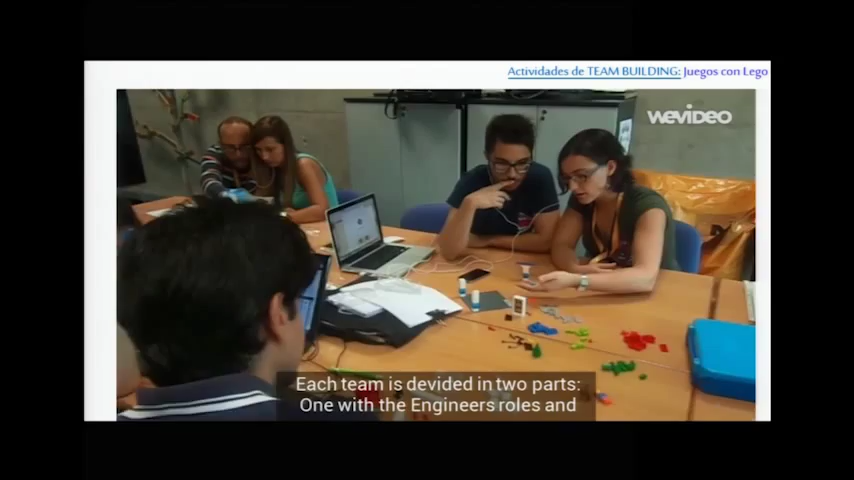 Actividades de TEAM BUILDING: Juegos con Lego
WEVIDEO
Each team is devided in two parts:
One with the Engineers roles and